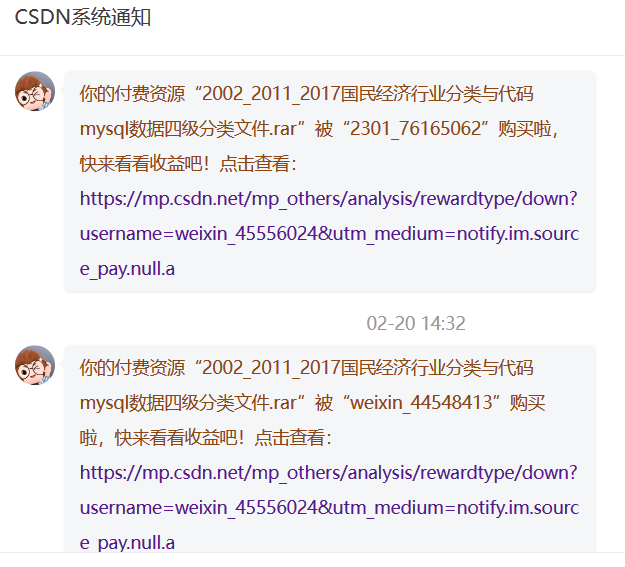 CSDN系统通知
你的付费资源“2002_2011_2017国民经济行业分类与代码
mysql数据四级分类文件.rar”被“2301_76165062”购买啦，
快来看看收益吧！点击查看：
https://mp.csdn.net/mp_others/analysis/rewardtype/down?
username=weixin_45556024&utm_medium=notify.im.sourc
e_pay.null.a
02-20 14:32
你的付费资源“2002_2011_2017国民经济行业分类与代码
mysql数据四级分类文件.rar”被“weixin_44548413”购买
啦，快来看看收益吧！点击查看：
https://mp.csdn.net/mp_others/analysis/rewardtype/down?
username=weixin_45556024&utm_medium=notify.im.sourc
e_pay.null.a